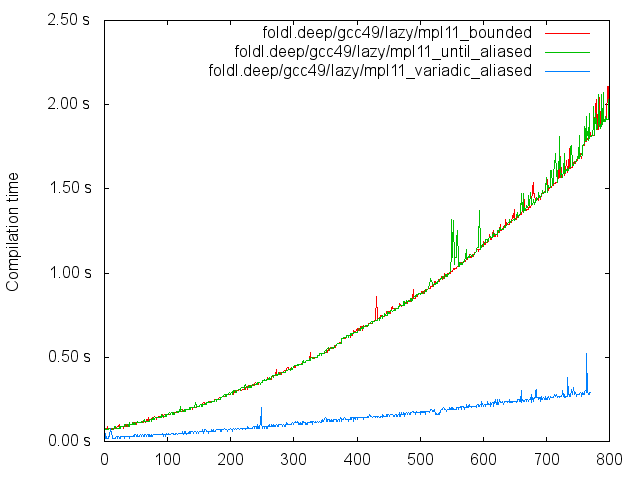 2.50 s
2.00 s
1.50 s
1.00 s
0.50 s
0.00 s
Compilation time
foldl.deep/gcc49/lazy/mpl11_bounded
foldl.deep/gcc49/lazy/mpl11_until_aliased
foldl.deep/gcc49/lazy/mpl11_variadic_aliased
0 100 200 300 400 500 600 700 800